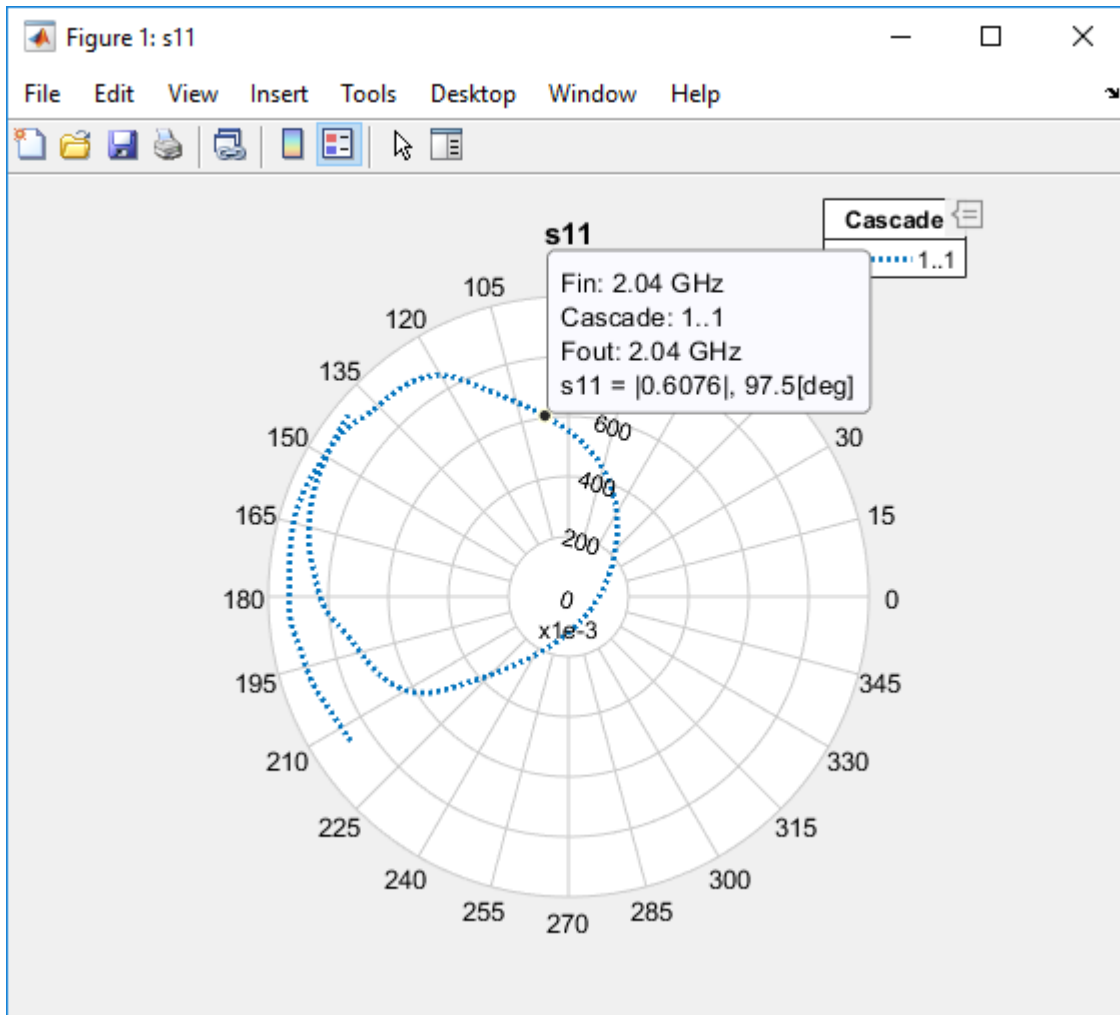 Figure 1: s11
File Edit View Insert Tools Desktop Window Help
Cascade
1..1
s11
Fin: 2.04 GHz
Cascade: 1..1
Fout: 2.04 GHz
s11 = |0.6076|, 97.5[deg]
105
120
135
150
165
180
195
210
225
240
255
270
285
300
315
330
345
0
15
30
600
400
200
0
x1e-3